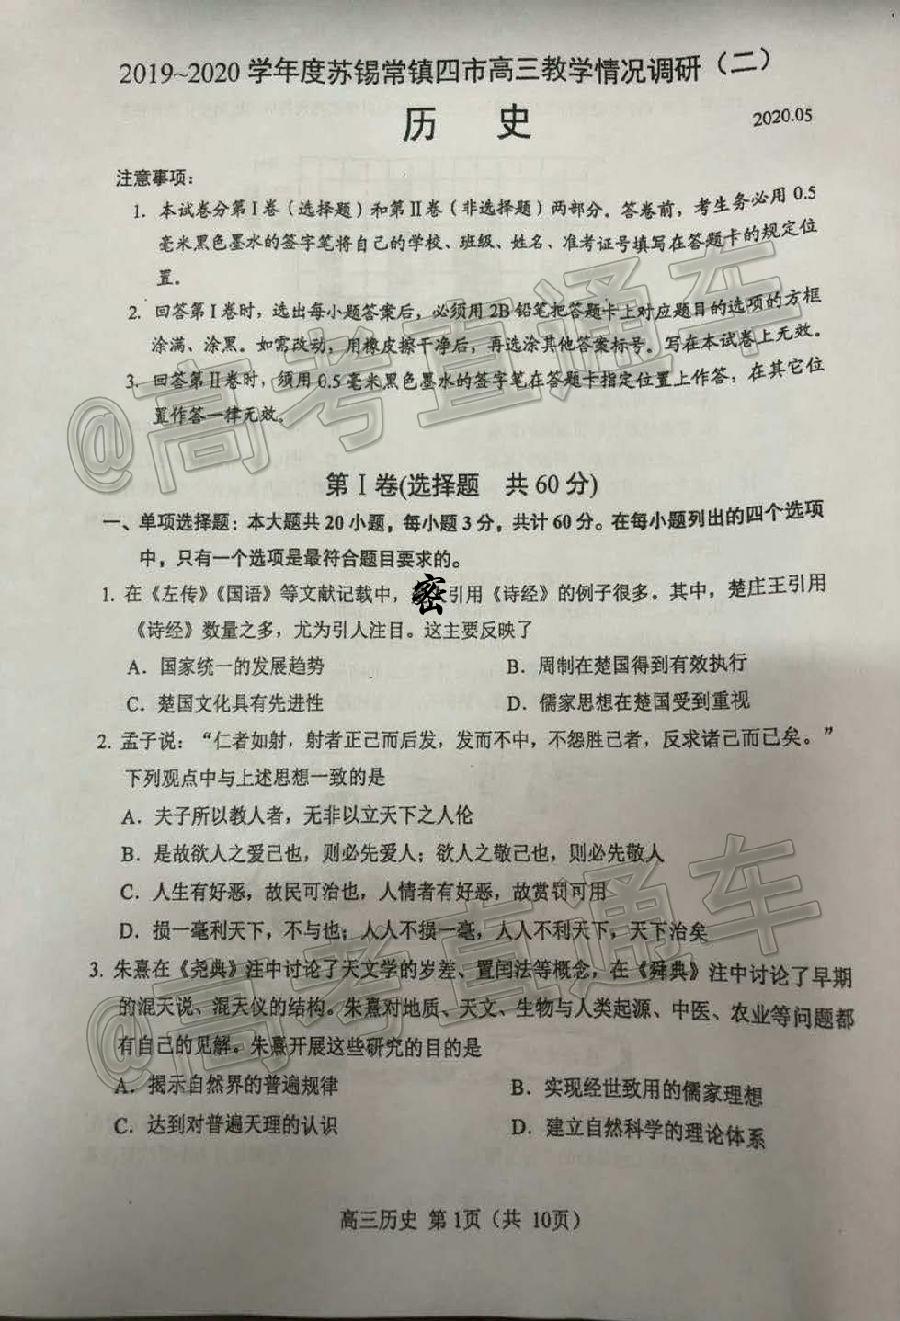 2019~2020 学年度苏锡常镇四市高三教学情况调研（二）
历 史
2020.05
注意事项：
1. 本试卷分第Ⅰ卷（选择题）和第Ⅱ卷（非选择题）两部分。答卷前，考生务必用 0.5
毫米黑色墨水的签字笔将自己的学校、班级、姓名、准考证号填写在答题卡的规定位
置。
2. 回答第Ⅰ卷时，选出每小题答案后，必须用 2B 铅笔把答题卡上对应题目的选项的方框
涂满、涂黑。如需改动，用橡皮擦干净后，再选涂其他答案标号。写在本试卷上无效。
3. 回答第Ⅱ卷时，须用 0.5 毫米黑色墨水的签字笔在答题卡指定位置上作答，在其它位
置作答一律无效。
@高考直通车
第Ⅰ卷(选择题 共 60 分)
一、单项选择题：本大题共 20 小题，每小题 3 分，共计 60 分。在每小题列出的四个选项
中，只有一个选项是最符合题目要求的。
1. 在《左传》《国语》等文献记载中，密引用《诗经》的例子很多．其中，楚庄王引用
《诗经》数量之多，尤为引人注目。这主要反映了
A．国家统一的发展趋势 B．周制在楚国得到有效执行
C．楚国文化具有先进性 D．儒家思想在楚国受到重视
2. 孟子说：“仁者如射，射者正己而后发，发而不中，不怨胜己者，反求诸己而已矣。”
下列观点中与上述思想一致的是
A．夫子所以教人者，无非以立天下之人伦
B．是故欲人之爱己也，则必先爱人；欲人之敬己也，则必先敬人
C．人生有好恶，故民可治也，人情者有好恶，故赏罚可用
D．损一毫利天下，不与也；人人不损一毫，人人不利天下，天下治矣
3. 朱熹在《尧典》注中讨论了天文学的岁差、置闰法等概念，在《舜典》注中讨论了早期
的混天说、混天仪的结构。朱熹对地质、天文、生物与人类起源、中医、农业等问题都
有自己的见解。朱熹开展这些研究的目的是
A．揭示自然界的普遍规律 B．实现经世致用的儒家理想
C．达到对普遍天理的认识 D．建立自然科学的理论体系
@高考直通车
高三历史 第 1页（共 10页）